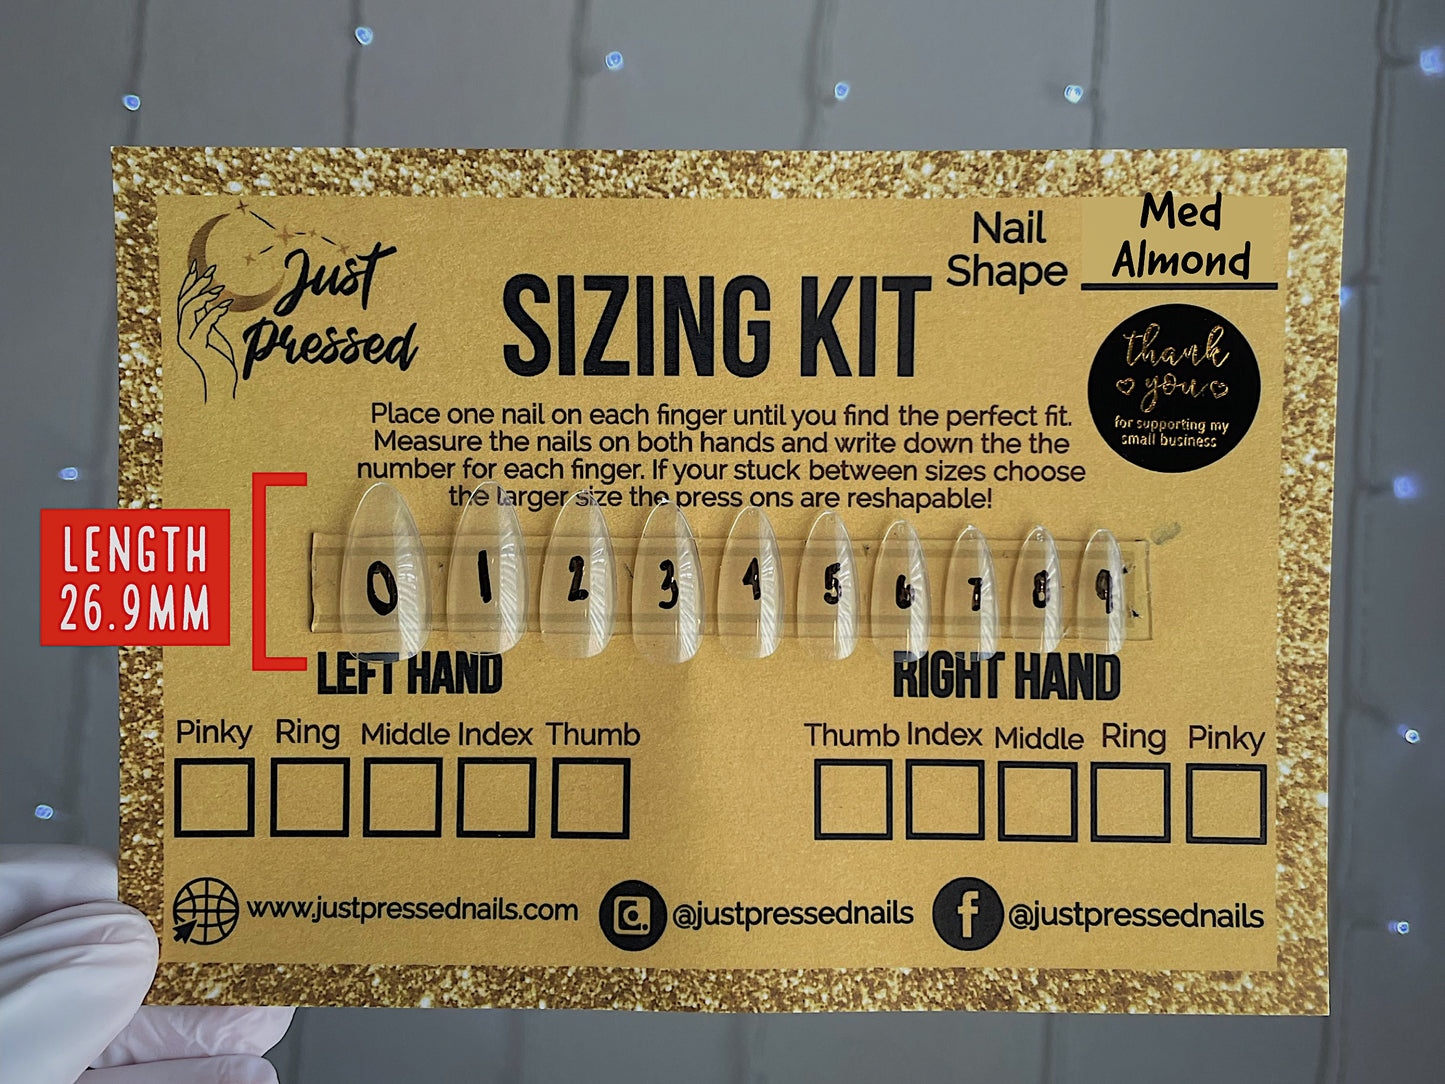 Just
Pressed
SIZING KIT
Nail
Shape
Med
Almond
thank
you
for supporting my
small business
Place one nail on each finger until you find the perfect fit.
Measure the nails on both hands and write down the the
number for each finger. If your stuck between sizes choose
the larger size the press ons are reshapable!
LENGTH
26.9MM
0 1 2 3 4 5 6 7 8 9
LEFT HAND
RIGHT HAND
Pinky Ring Middle Index Thumb
Thumb Index Middle Ring Pinky
www.justpressednails.com
@justpressednails
@justpressednails